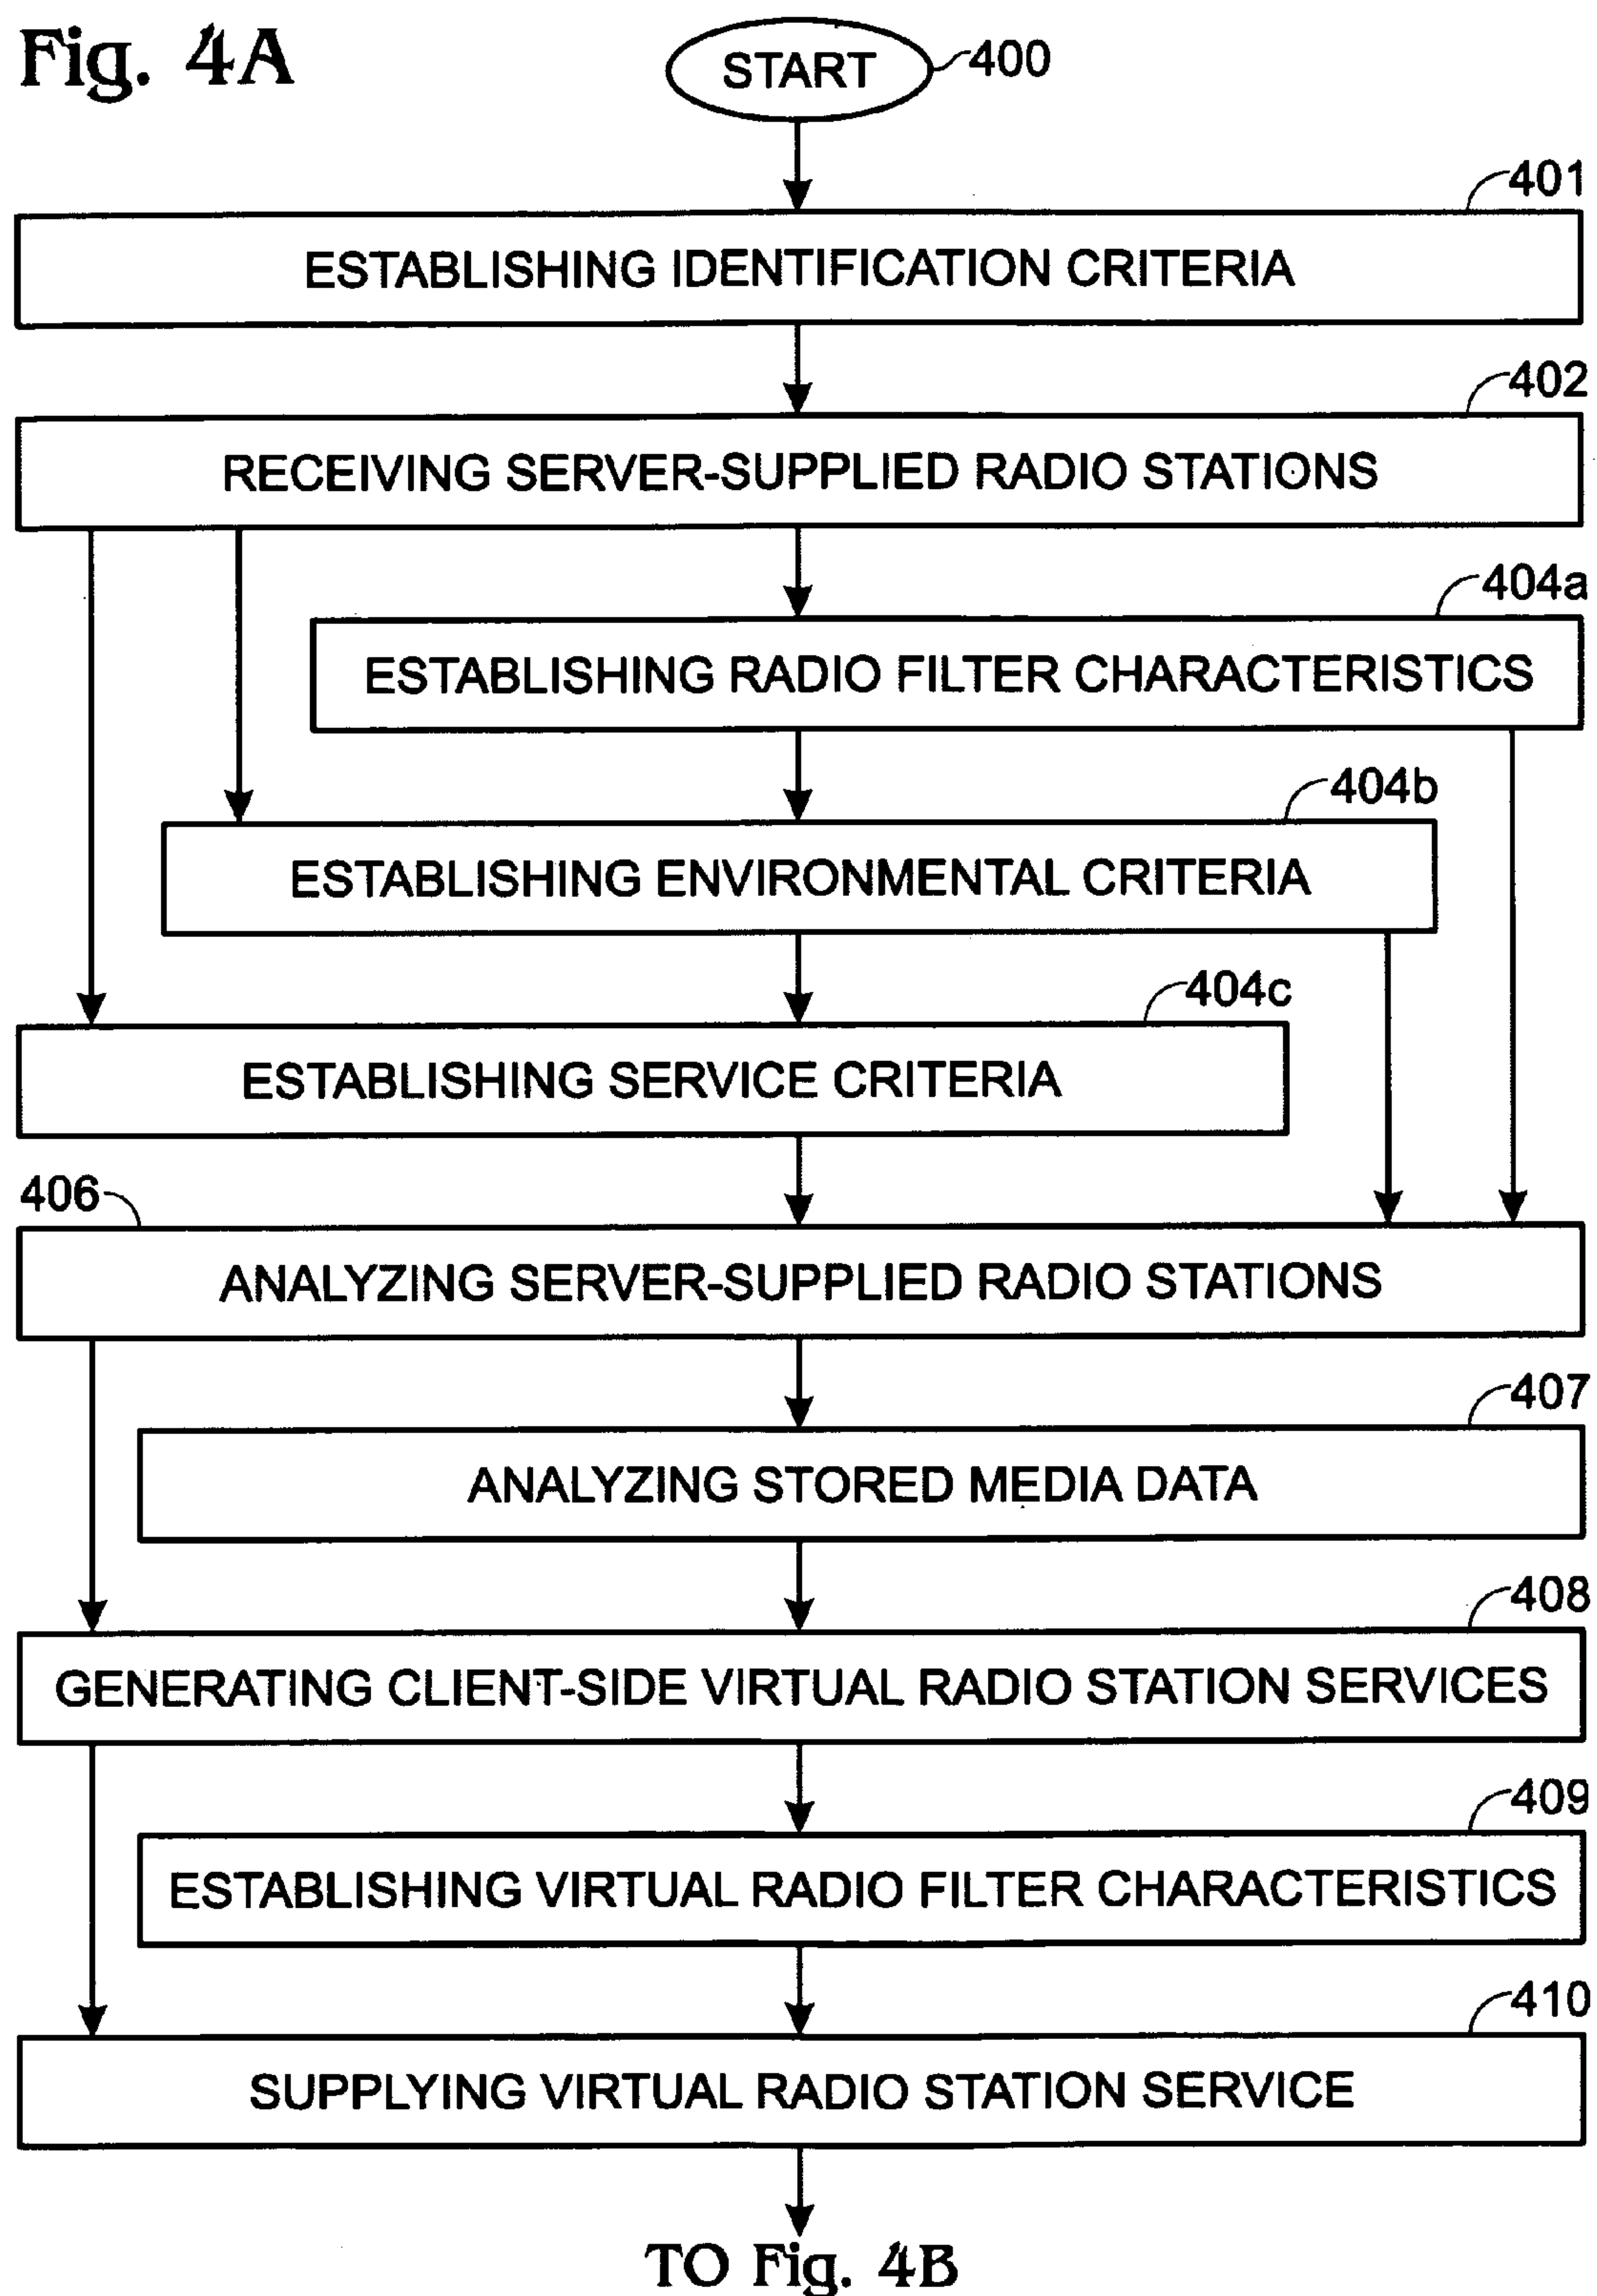 Fig. 4A
START
400
401
ESTABLISHING IDENTIFICATION CRITERIA
402
RECEIVING SERVER-SUPPLIED RADIO STATIONS
404a
ESTABLISHING RADIO FILTER CHARACTERISTICS
404b
ESTABLISHING ENVIRONMENTAL CRITERIA
404c
ESTABLISHING SERVICE CRITERIA
406
ANALYZING SERVER-SUPPLIED RADIO STATIONS
407
ANALYZING STORED MEDIA DATA
408
GENERATING CLIENT-SIDE VIRTUAL RADIO STATION SERVICES
409
ESTABLISHING VIRTUAL RADIO FILTER CHARACTERISTICS
410
SUPPLYING VIRTUAL RADIO STATION SERVICE
TO Fig. 4B